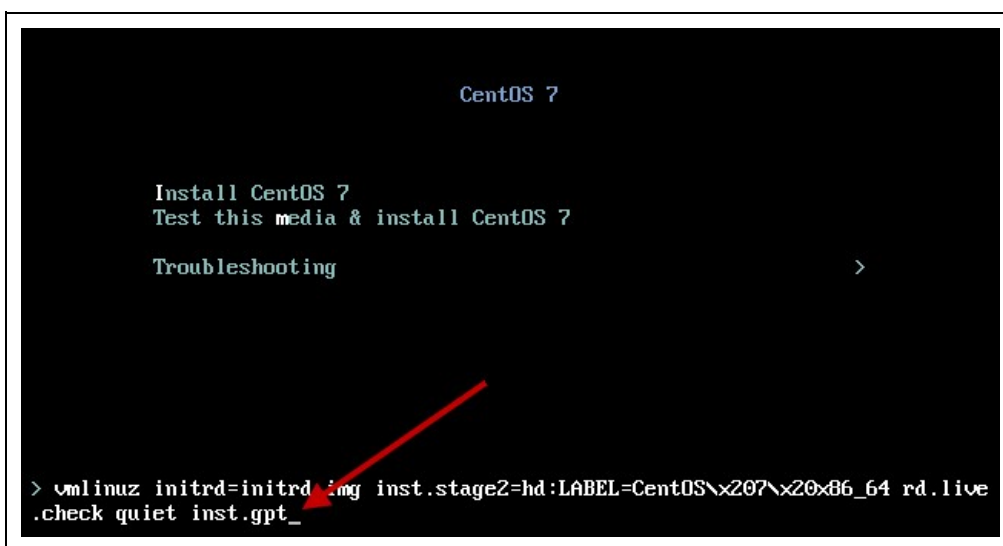 CentOS 7
Install CentOS 7
Test this media & install CentOS 7
Troubleshooting >
> vmlinuz initrd=initrd.img inst.stage2=hd:LABEL=CentOS\x207\x20x86_64 rd.live
.check quiet inst.gpt_